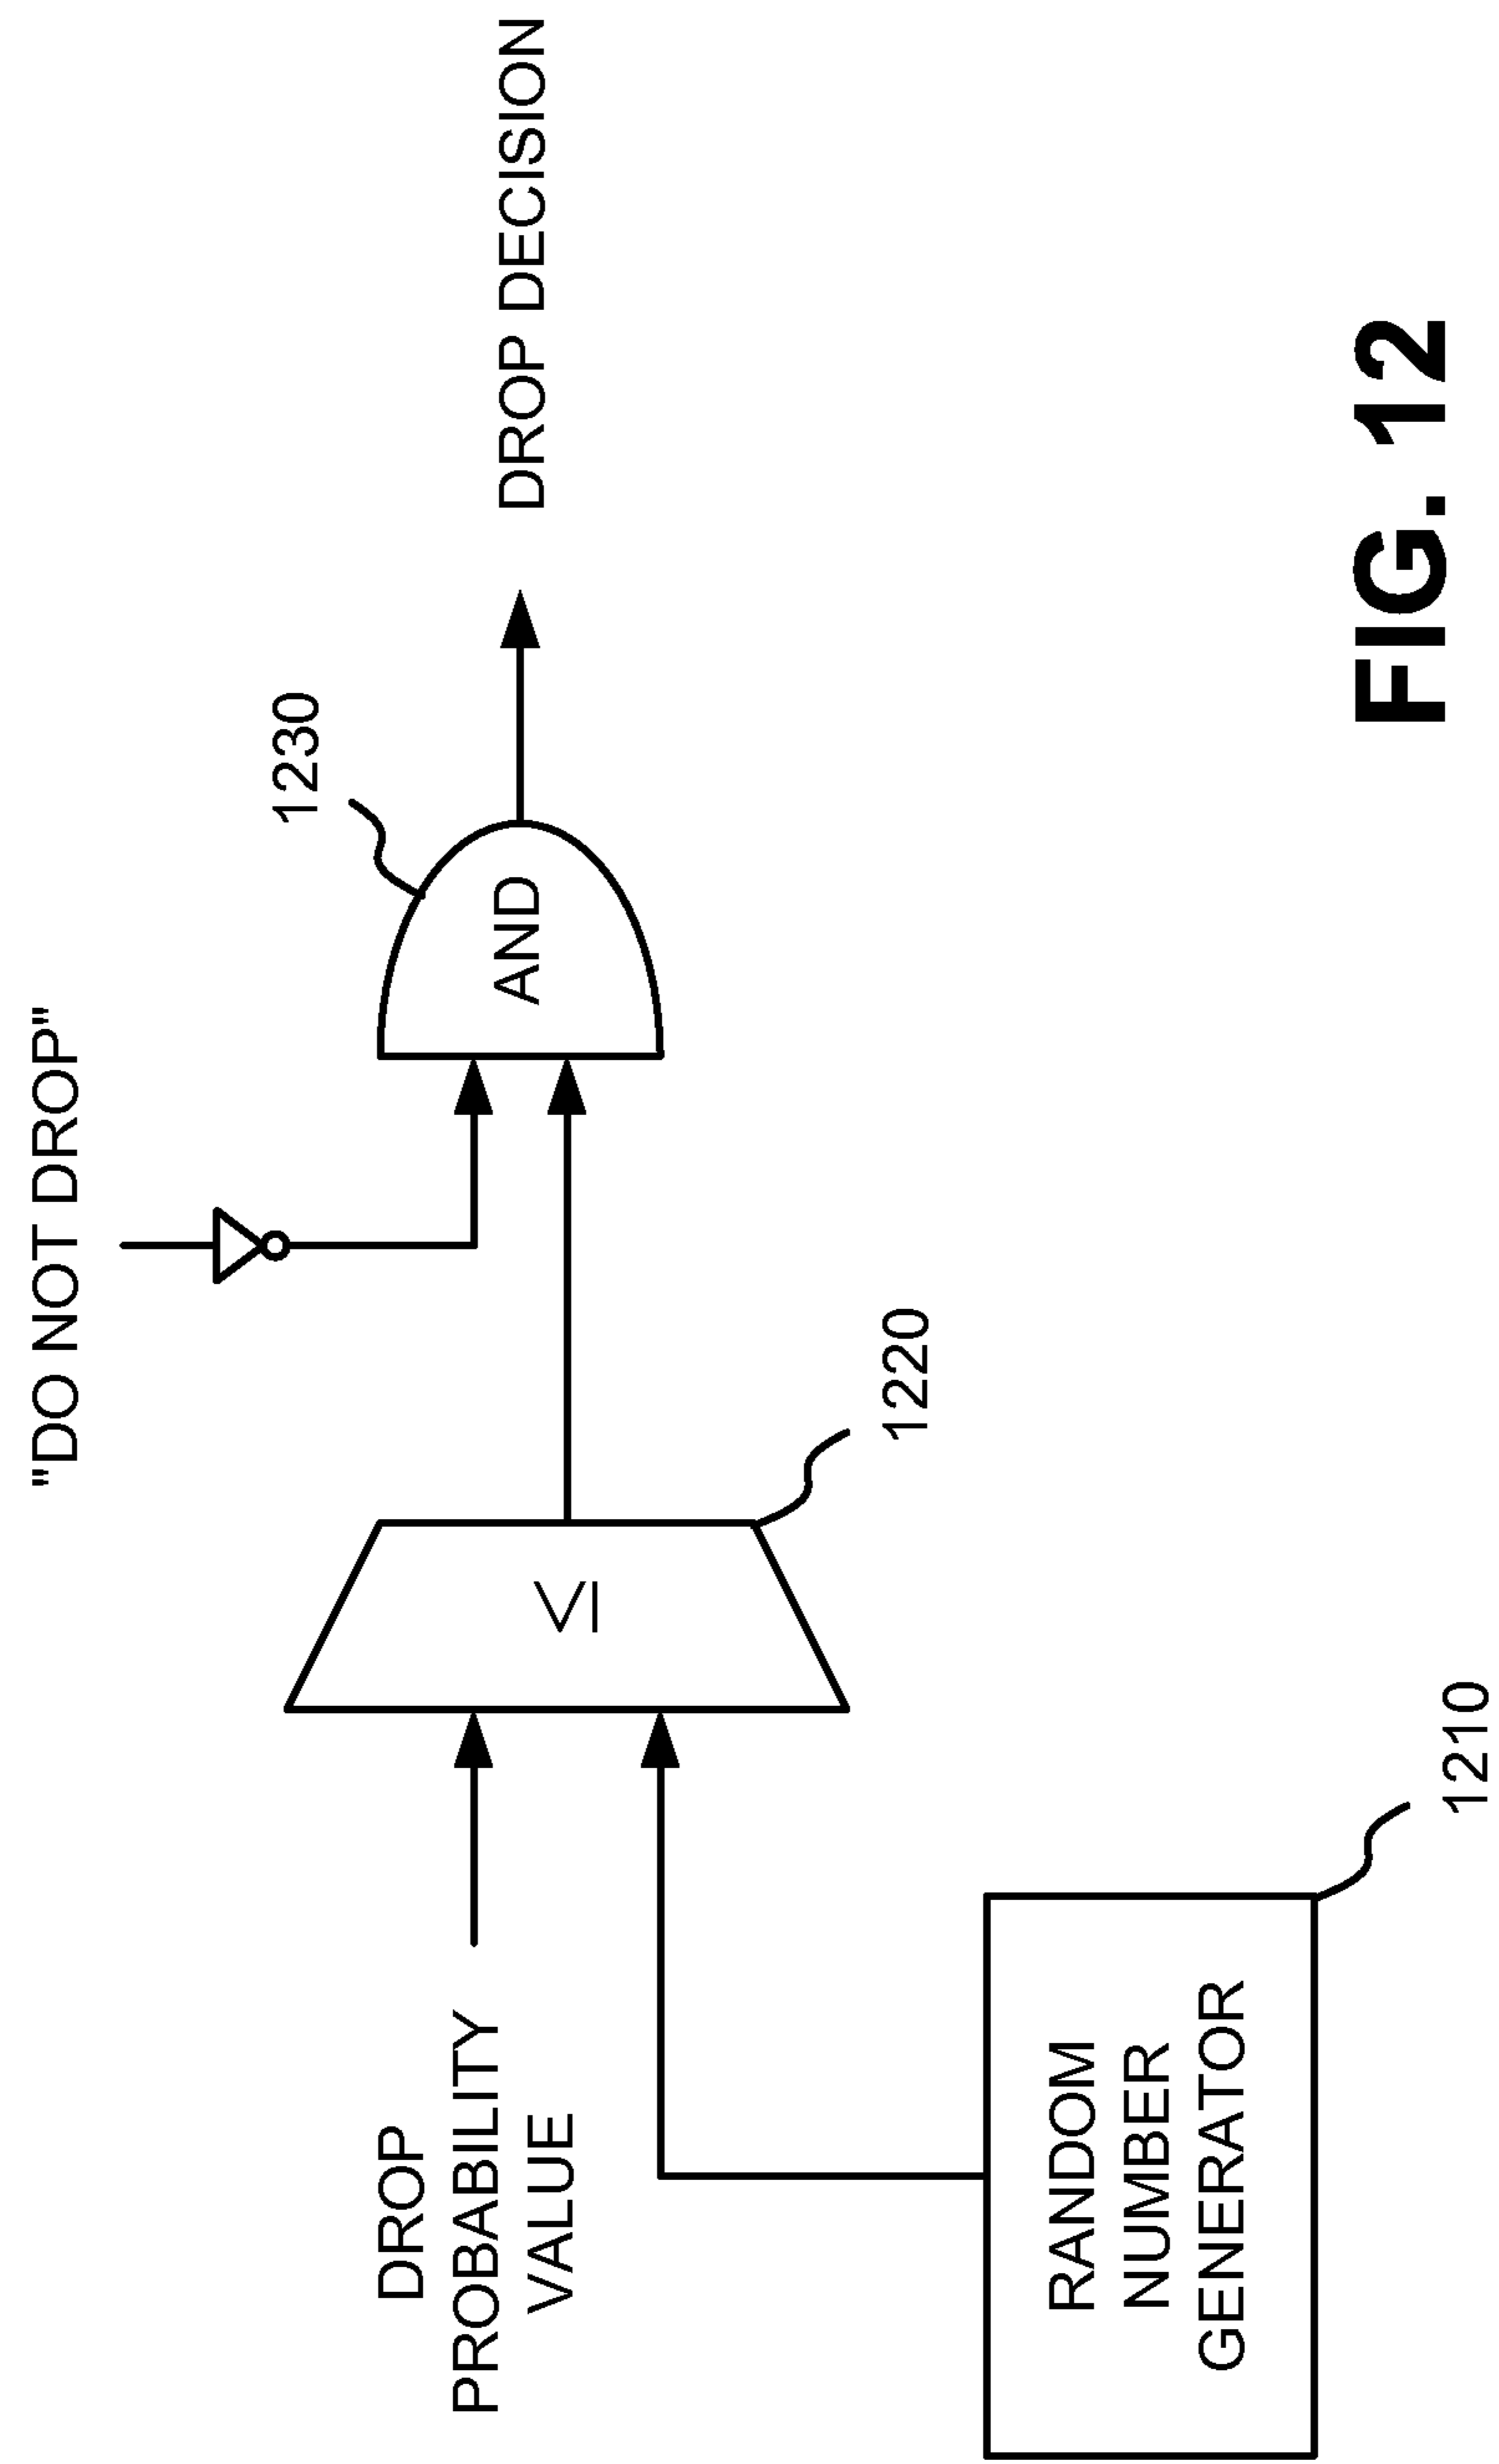 "DO NOT DROP"
1230
DROP
PROBABILITY
VALUE
≤
AND
DROP DECISION
1220
RANDOM
NUMBER
GENERATOR
1210
FIG. 12